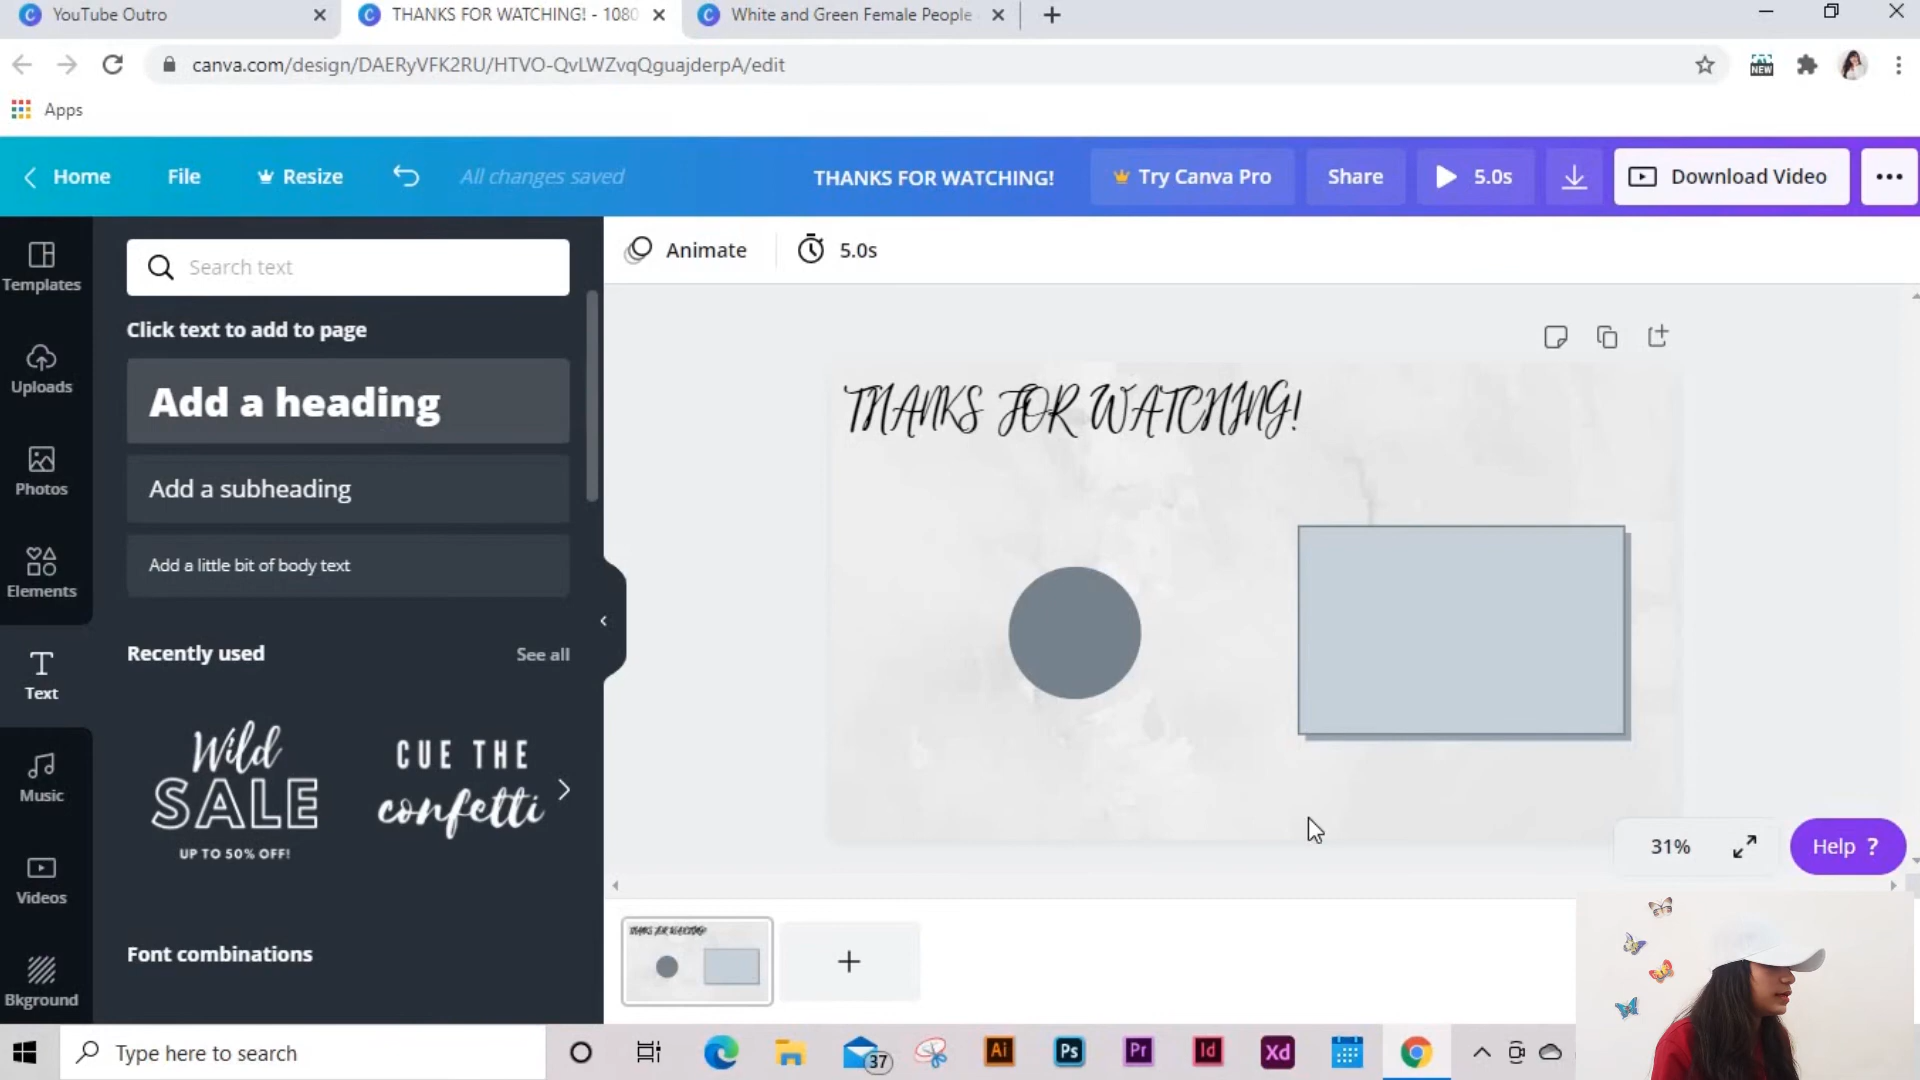 YouTube Outro
THANKS FOR WATCHING! - 1080
White and Green Female People
canva.com/design/DAERyVFK2RU/HTVO-QvLWZvqQguajderpA/edit
NEW
Apps
Home
File
Resize
All changes saved
THANKS FOR WATCHING!
Try Canva Pro
Share
5.0s
Download Video
Templates
Uploads
Photos
Elements
Text
Music
Videos
Bkground
Search text
Click text to add to page
Add a heading
Add a subheading
Add a little bit of body text
Recently used
See all
Wild
SALE
UP TO 50% OFF!
CUE THE
confetti
Font combinations
Animate
5.0s
THANKS FOR WATCHING!
31%
Help ?
THANKS FOR WATCHING!
Type here to search
37
Ai
Ps
Pr
Id
Xd